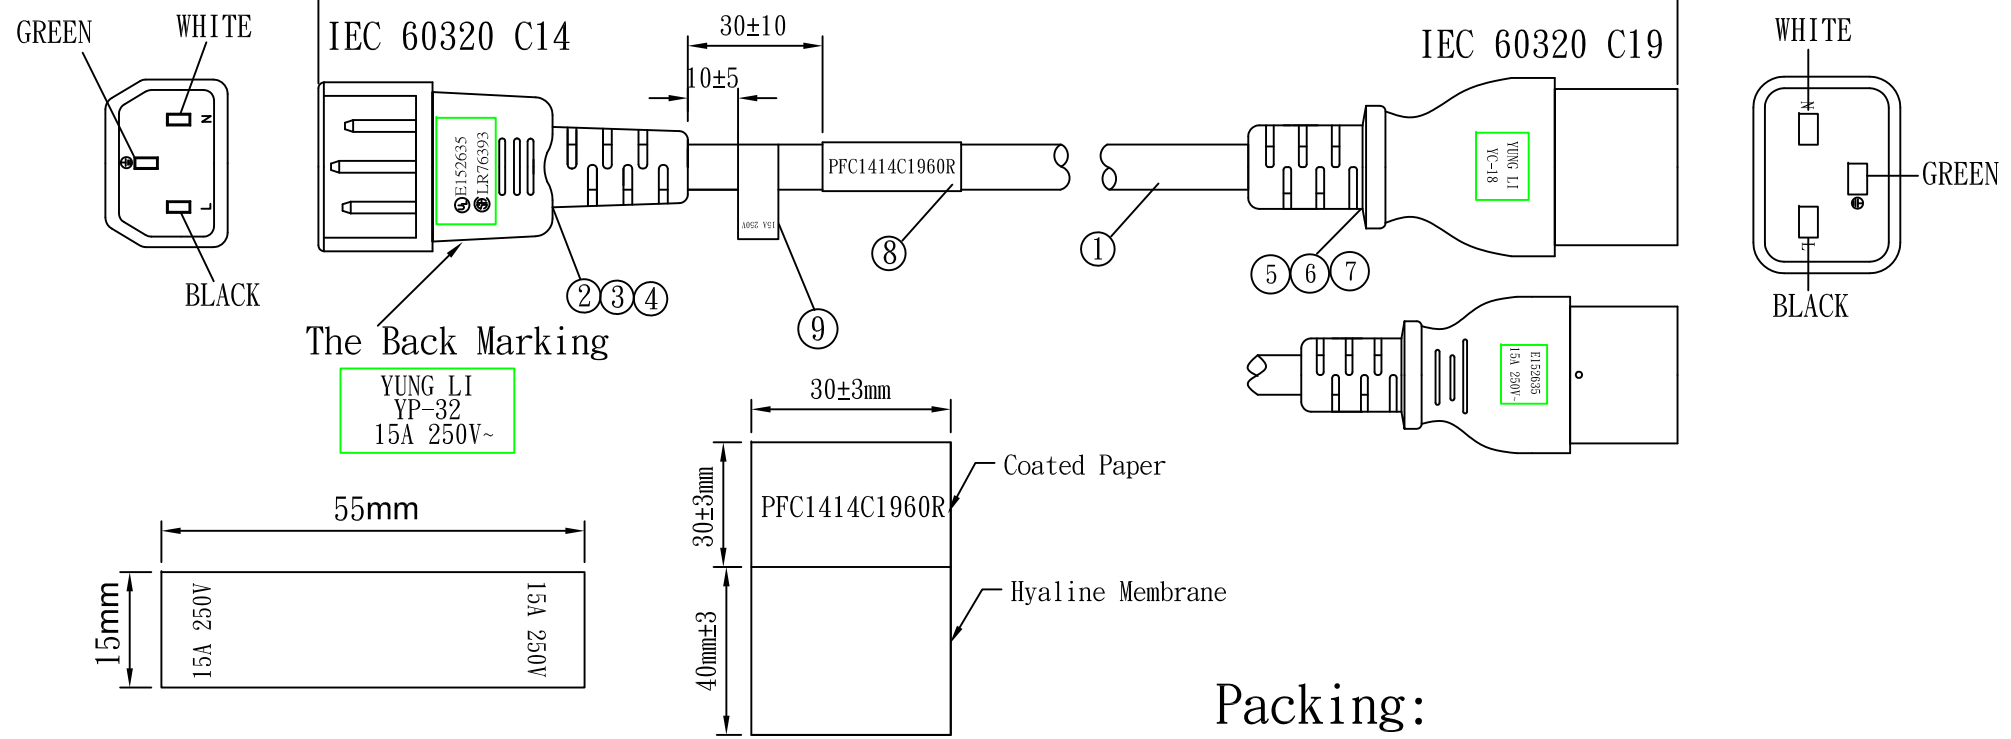 GREEN
WHITE
N
L
BLACK
IEC 60320 C14
E152635
LR76393
30±10
10±5
PFC1414C1960R
15A 250V
IEC 60320 C19
YUNG LI
YC-18
WHITE
N
GREEN
L
BLACK
1
8
2
3
4
9
5
6
7
The Back Marking
YUNG LI
YP-32
15A 250V~
E152635
15A 250V~
55mm
15mm
15A 250V
15A 250V
30±3mm
30±3mm
PFC1414C1960R
Coated Paper
40mm±3
Hyaline Membrane
Packing: